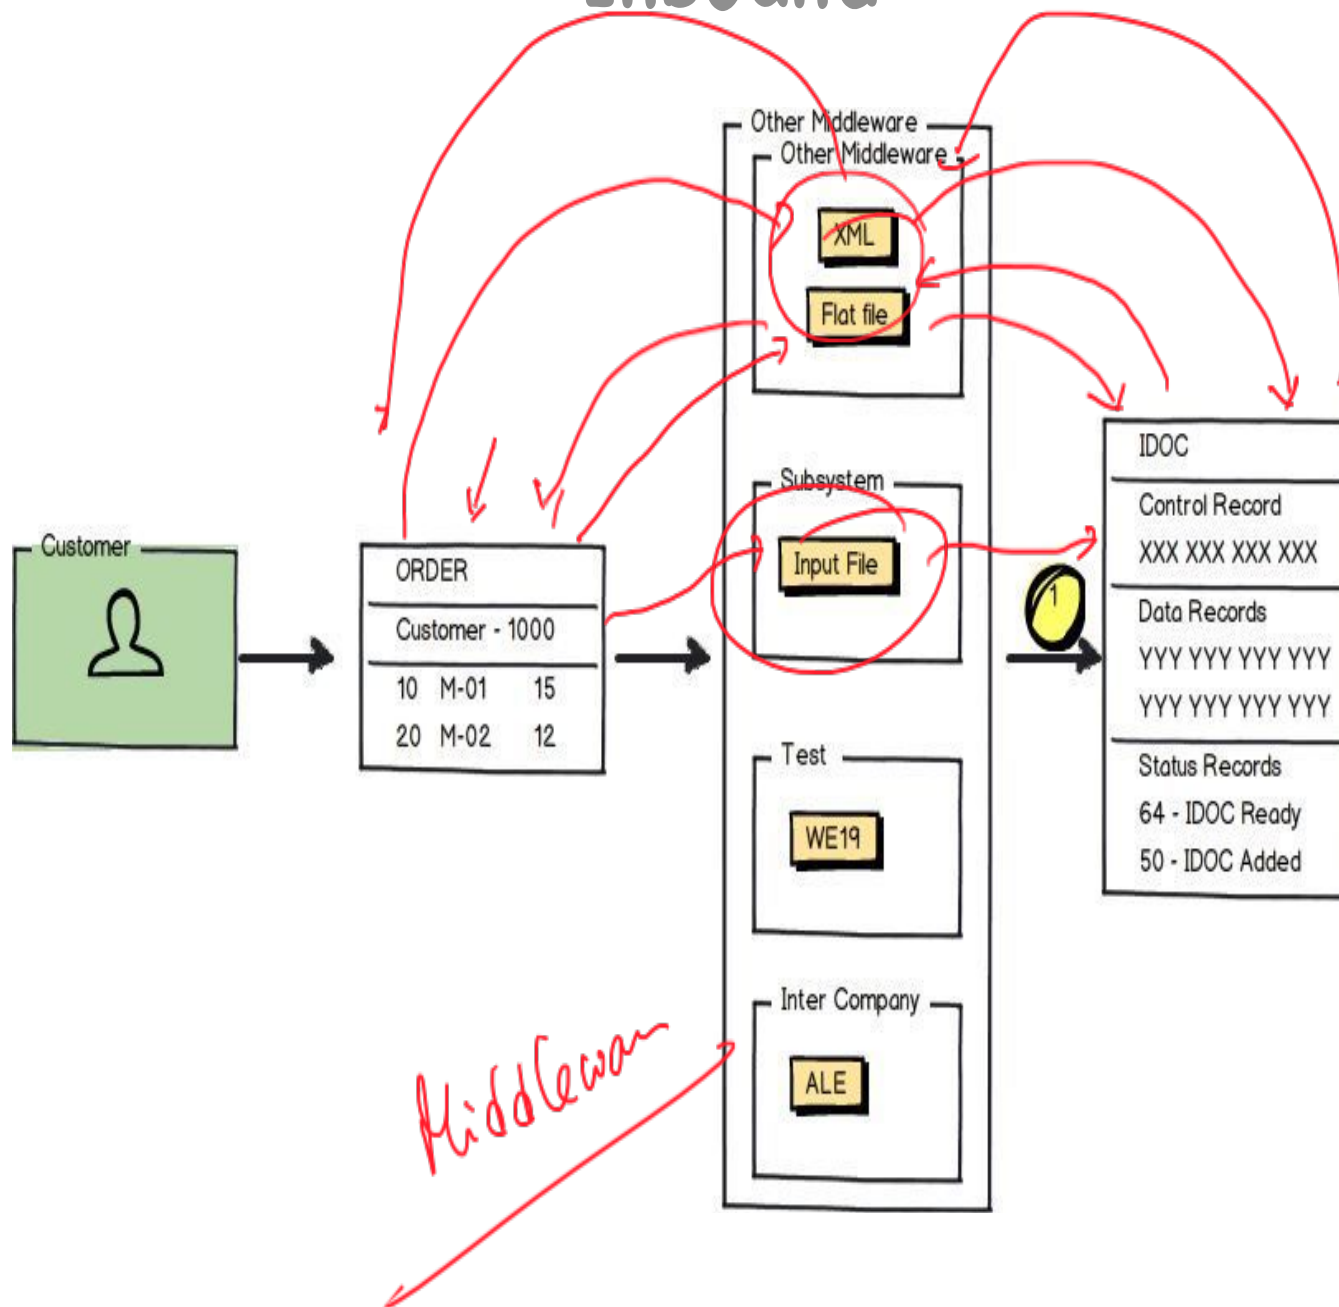 Inbound
Other Middleware
Other Middleware
XML
Flat file
Subsystem
Input File
Test
WE19
Inter Company
ALE
Customer
ORDER
Customer - 1000
10 M-01 15
20 M-02 12
1
IDOC
Control Record
XXX XXX XXX XXX
Data Records
YYY YYY YYY YYY
YYY YYY YYY YYY
Status Records
64 - IDOC Ready
50 - IDOC Added